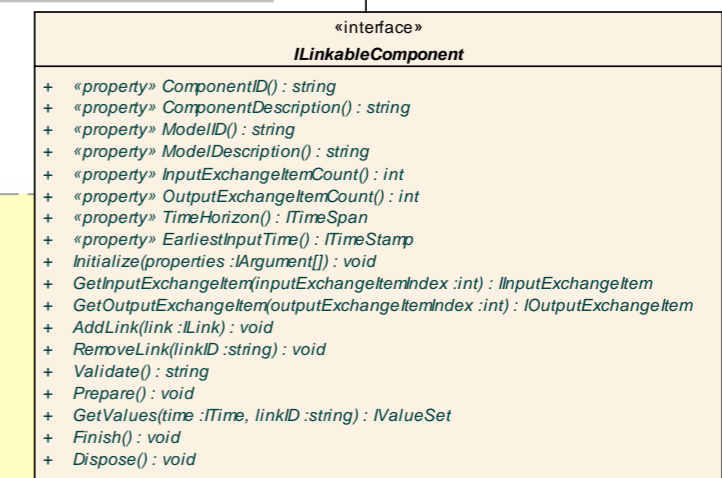 «interface»
ILinkableComponent
+ «property» ComponentID() : string
+ «property» ComponentDescription() : string
+ «property» ModelID() : string
+ «property» ModelDescription() : string
+ «property» InputExchangeItemCount() : int
+ «property» OutputExchangeItemCount() : int
+ «property» TimeHorizon() : ITimeSpan
+ «property» EarliestInputTime() : ITimeStamp
+ Initialize(properties :IArgument[]) : void
+ GetInputExchangeItem(inputExchangeItemIndex :int) : IInputExchangeItem
+ GetOutputExchangeItem(outputExchangeItemIndex :int) : IOutputExchangeItem
+ AddLink(link :ILink) : void
+ RemoveLink(linkID :string) : void
+ Validate() : string
+ Prepare() : void
+ GetValues(time :ITime, linkID :string) : IValueSet
+ Finish() : void
+ Dispose() : void